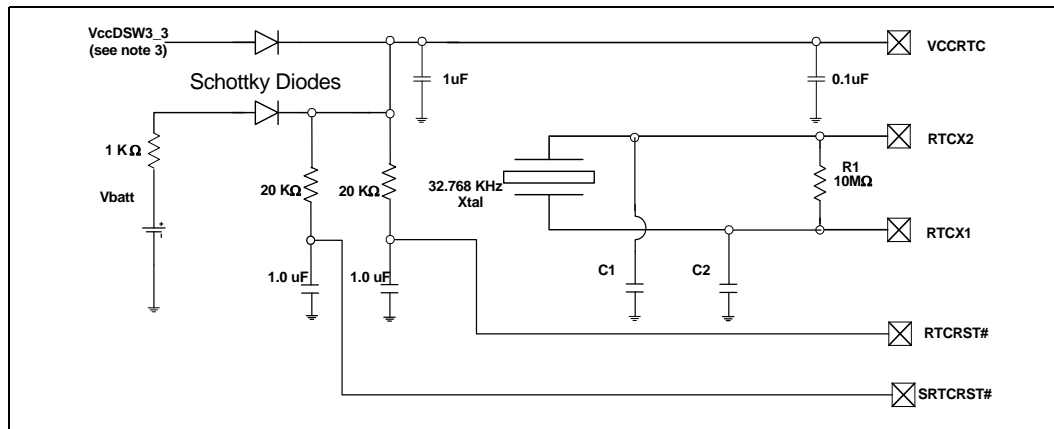 VccDSW3_3
(see note 3)
VCCRTC
1uF
0.1uF
Schottky Diodes
RTCX2
1 KΩ
R1
10MΩ
20 KΩ
20 KΩ
32.768 KHz
Xtal
Vbatt
+
-
RTCX1
1.0 uF
1.0 uF
C1
C2
RTCRST#
SRTCRST#